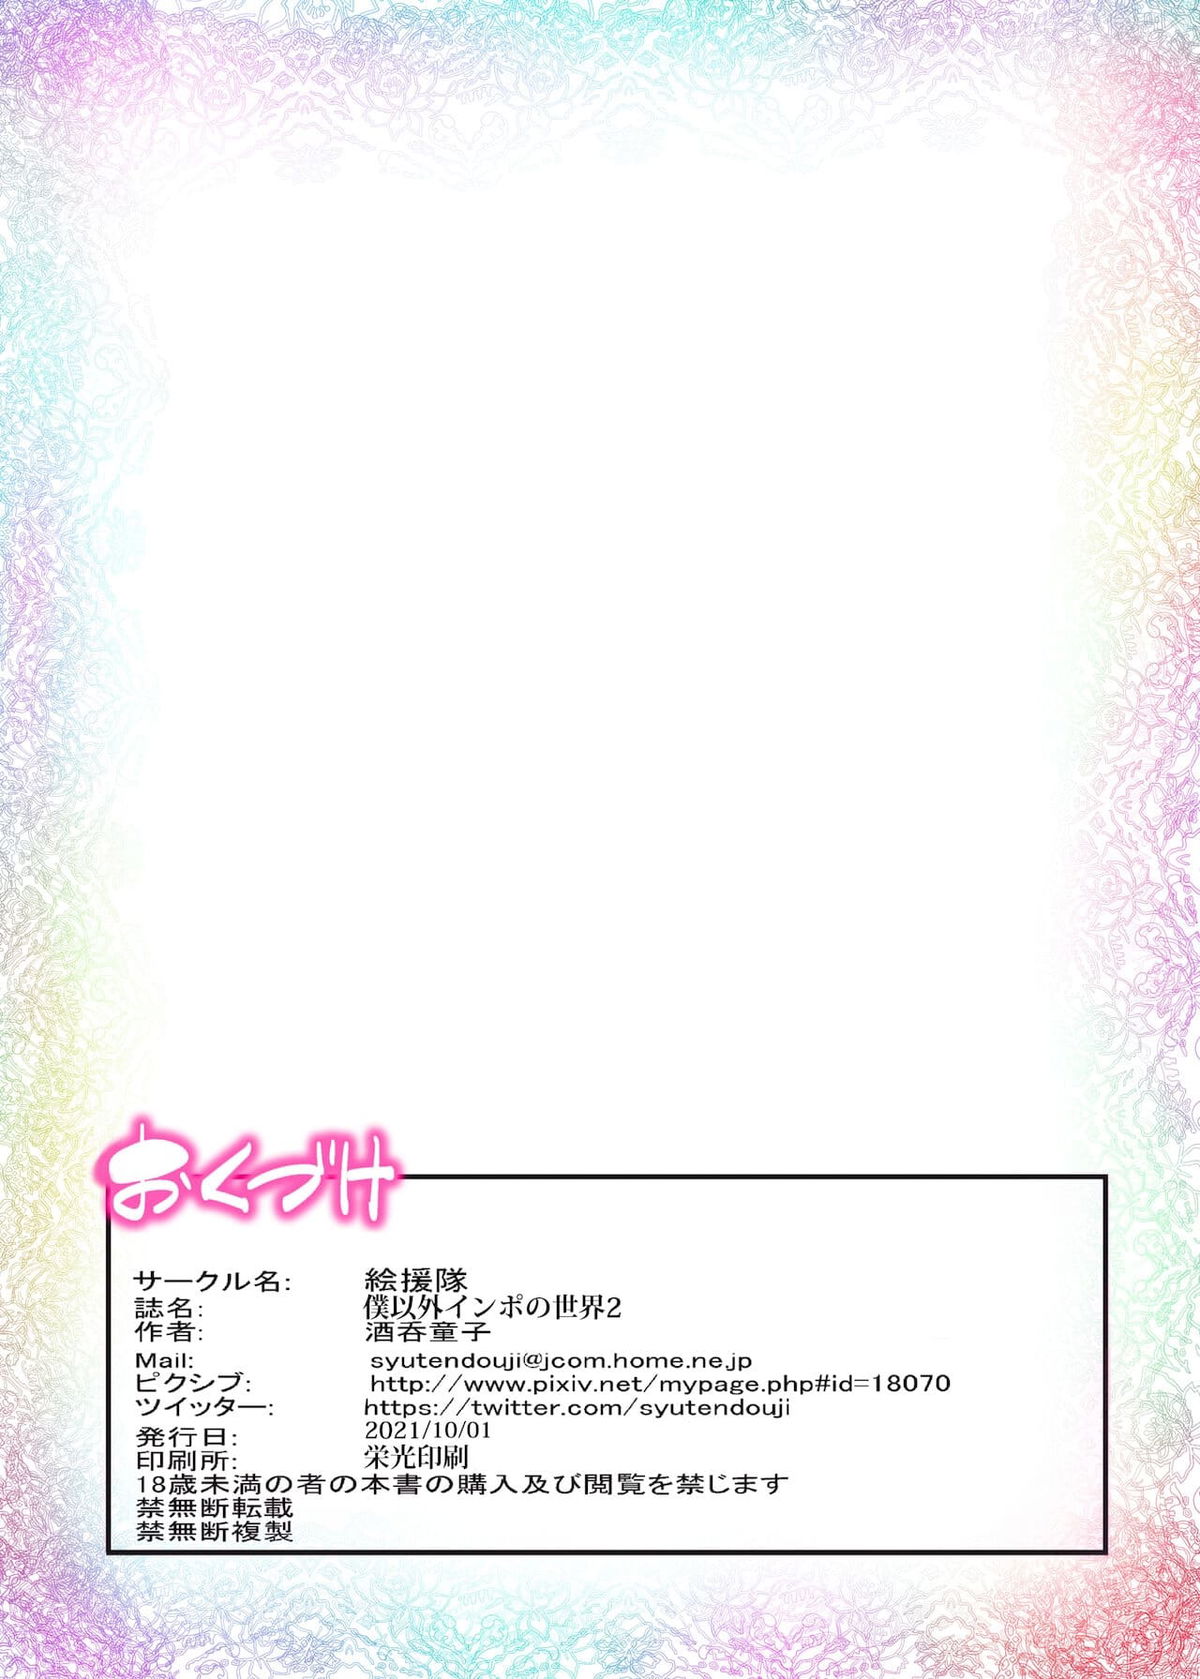 おくづけ
サークル名: 絵援隊
誌名: 僕以外インポの世界2
作者: 酒呑童子
Mail: syutendouji@jcom.home.ne.jp
ピクシブ: http://www.pixiv.net/mypage.php#id=18070
ツイッター: https://twitter.com/syutendouji
発行日: 2021/10/01
印刷所: 栄光印刷
18歳未満の者の本書の購入及び閲覧を禁じます
禁無断転載
禁無断複製